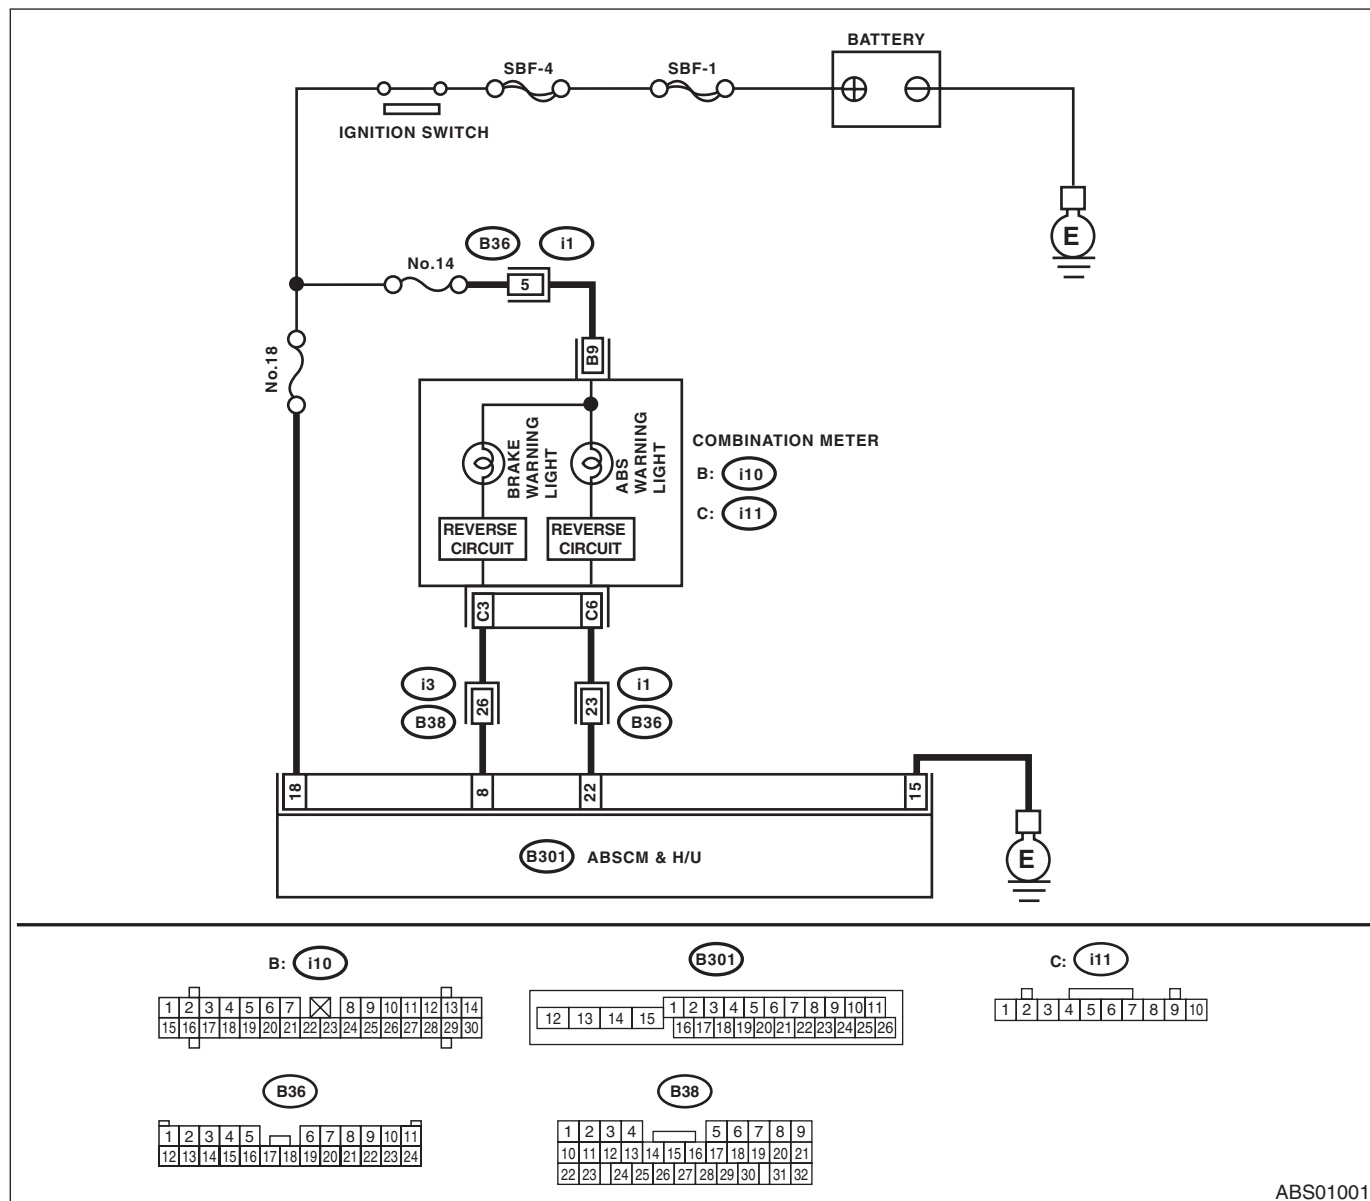 BATTERY
SBF-4
SBF-1
IGNITION SWITCH
E
B36
i1
No.14
5
No.18
B9
BRAKE
WARNING
LIGHT
ABS
WARNING
LIGHT
COMBINATION METER
B: i10
C: i11
REVERSE
CIRCUIT
REVERSE
CIRCUIT
C3
C6
i3
B38
26
23
i1
B36
18
8
22
15
E
B301 ABSCM & H/U
B: i10
1 2 3 4 5 6 7 8 9 10 11 12 13 14
15 16 17 18 19 20 21 22 23 24 25 26 27 28 29 30
B301
1 2 3 4 5 6 7 8 9 10 11
12 13 14 15
16 17 18 19 20 21 22 23 24 25 26
C: i11
1 2 3 4 5 6 7 8 9 10
B36
1 2 3 4 5 6 7 8 9 10 11
12 13 14 15 16 17 18 19 20 21 22 23 24
B38
1 2 3 4 5 6 7 8 9
10 11 12 13 14 15 16 17 18 19 20 21
22 23 24 25 26 27 28 29 30 31 32
ABS01001